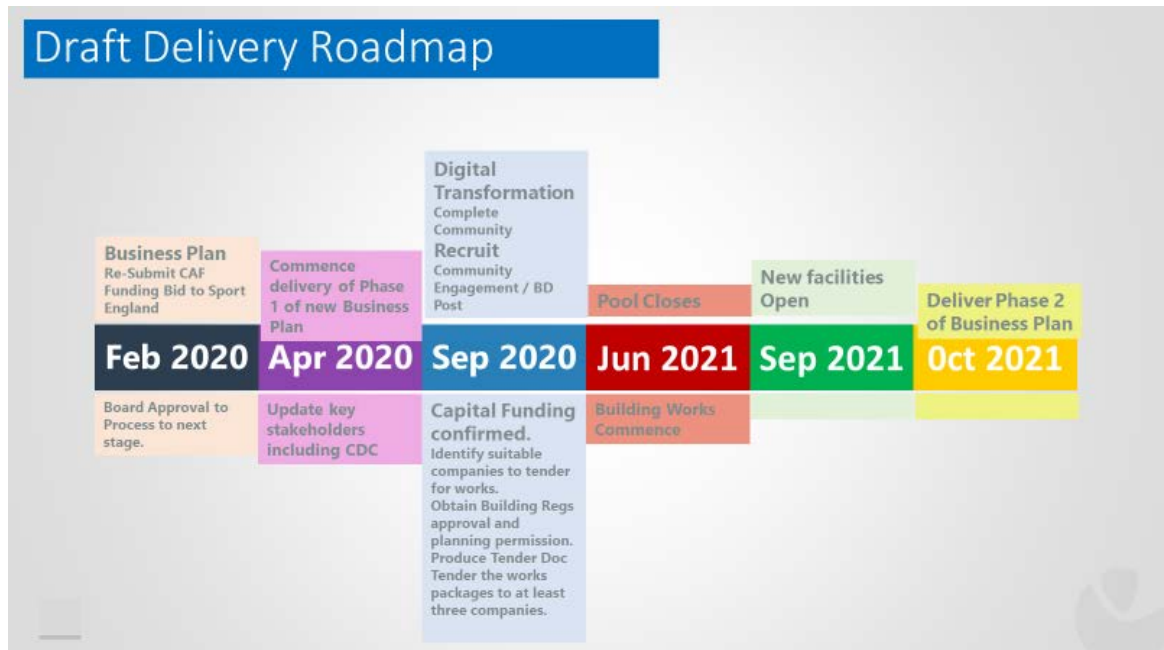 Draft Delivery Roadmap
Business Plan
Re-Submit CAF
Funding Bid to Sport
England
Feb 2020
Board Approval to
Process to next
stage.
Commence
delivery of Phase
1 of new Business
Plan
Apr 2020
Update key
stakeholders
including CDC
Digital
Transformation
Complete
Community
Recruit
Community
Engagement / BD
Post
Sep 2020
Capital Funding
confirmed.
Identify suitable
companies to tender
for works.
Obtain Building Regs
approval and
planning permission.
Produce Tender Doc
Tender the works
packages to at least
three companies.
Pool Closes
Jun 2021
Building Works
Commence
New facilities
Open
Sep 2021
Deliver Phase 2
of Business Plan
0ct 2021